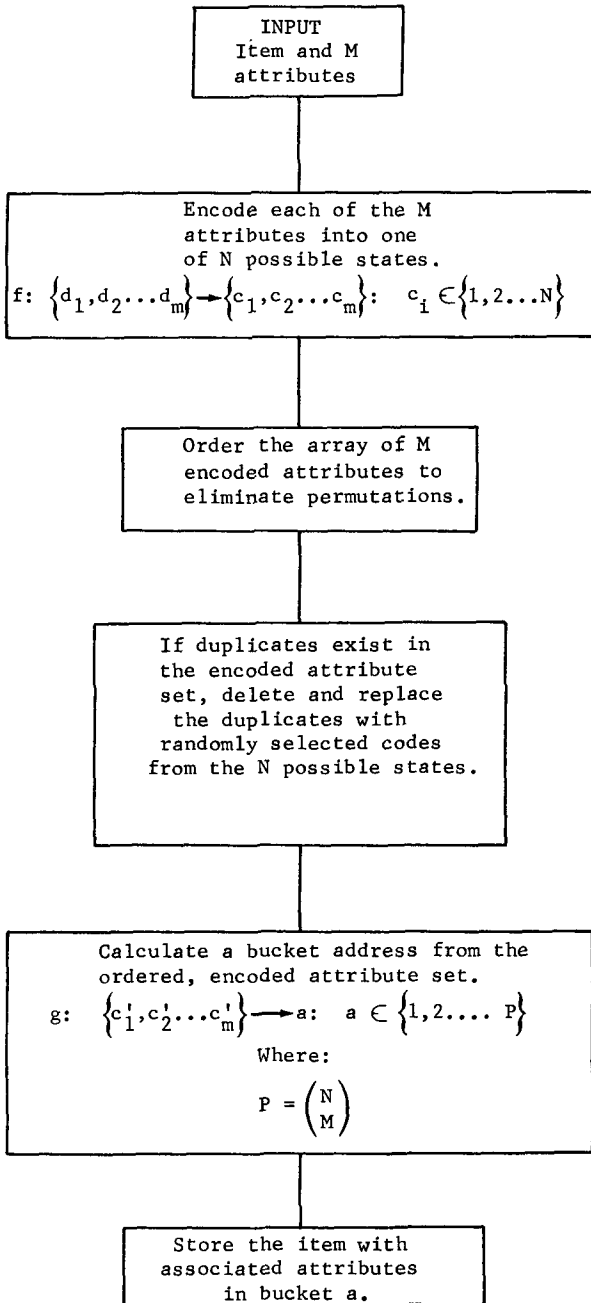 INPUT
Item and M
attributes
Encode each of the M
attributes into one
of N possible states.
f: {d₁,d₂...dₘ}→{c₁,c₂...cₘ}: cᵢ ∈{1,2...N}
Order the array of M
encoded attributes to
eliminate permutations.
If duplicates exist in
the encoded attribute
set, delete and replace
the duplicates with
randomly selected codes
from the N possible states.
Calculate a bucket address from the
ordered, encoded attribute set.
g: {c'₁,c'₂...c'ₘ}→a: a ∈ {1,2.... P}
Where:
P = (N
M)
Store the item with
associated attributes
in bucket a.